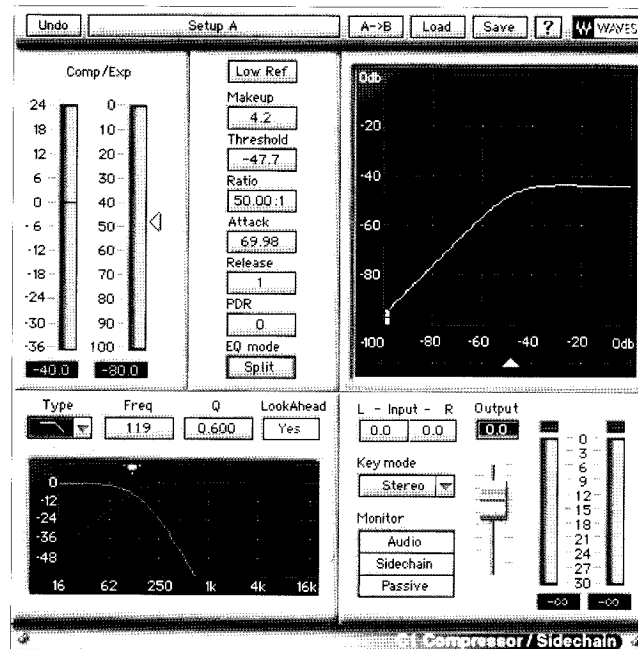 Undo Setup A A->B Load Save ? WAVES
Comp/Exp
24 0
18 10
12 20
6 30
0 40
-6 50
-12 60
-18 70
-24 80
-30 90
-36 100
-40.0 -80.0
Low Ref
Makeup
4.2
Threshold
-47.7
Ratio
50.00:1
Attack
69.98
Release
1
PDR
0
EQ mode
Split
0db
-20
-40
-60
-80
-100 -80 -60 -40 -20 0db
Type Freq Q LookAhead
119 0.600 Yes
0
-12
-24
-36
-48
16 62 250 1k 4k 16k
L - Input - R Output
0.0 0.0 0.0
Key mode
Stereo
Monitor
Audio
Sidechain
Passive
0
3
6
9
12
15
18
21
24
27
30
-∞ -∞
C1 Compressor / Sidechain